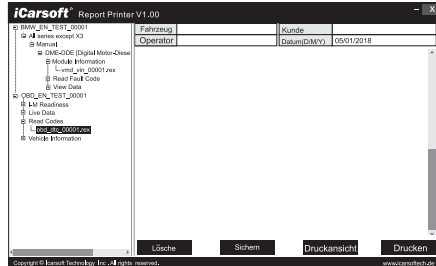 iCarsoft® Report Printer V1.00
BMW_EN_TEST_00001
All series except X3
Manual
DME-DDE (Digital Motor-Diese
Module Information
vmd_vin_00001.rex
Read Fault Code
View Data
OBD_EN_TEST_00001
I-M Readiness
Live Data
Read Codes
obd_dtc_00001.rex
Vehicle Information
Fahrzeug
Kunde
Operator
Datum(D/M/Y) 05/01/2018
Lösche Sichern Druckansicht Drucken
Copyright © Icarsoft Technology Inc. All rights reserved. www.icarsoftech.de